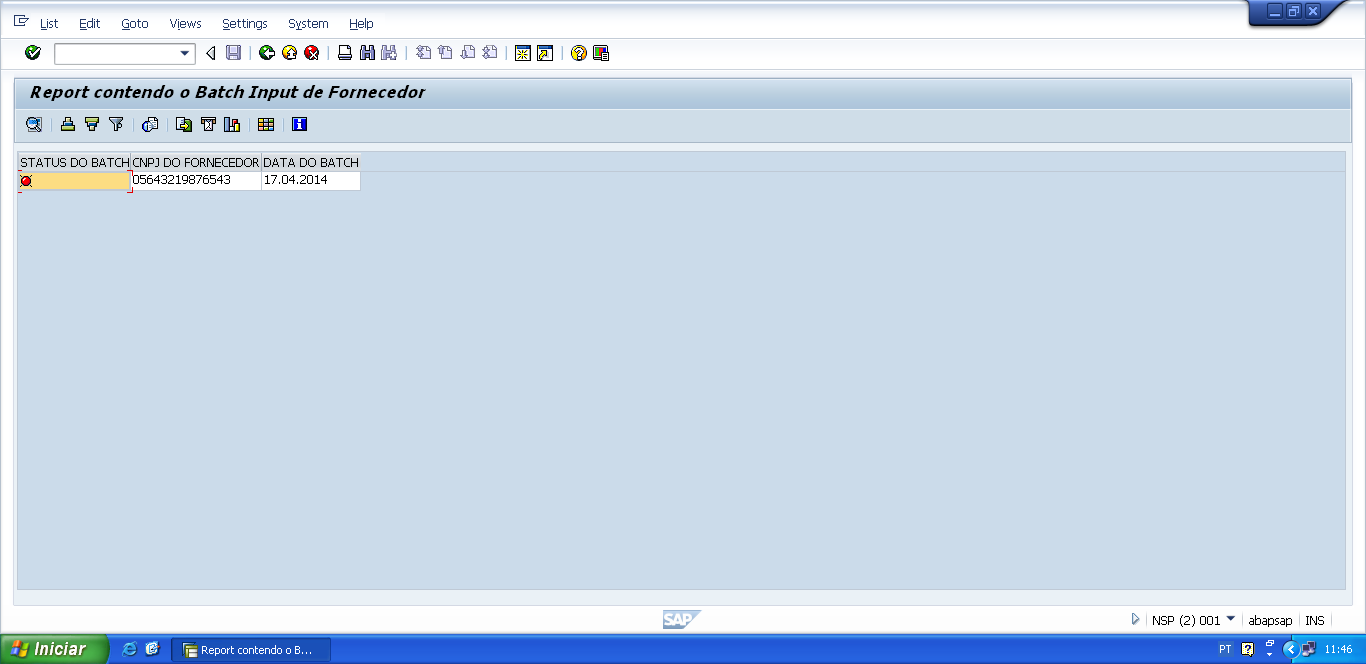 List Edit Goto Views Settings System Help
Report contendo o Batch Input de Fornecedor
STATUS DO BATCH CNPJ DO FORNECEDOR DATA DO BATCH
05643219876543 17.04.2014
SAP
NSP (2) 001 abapsap INS
Iniciar Report contendo o B... PT 11:46